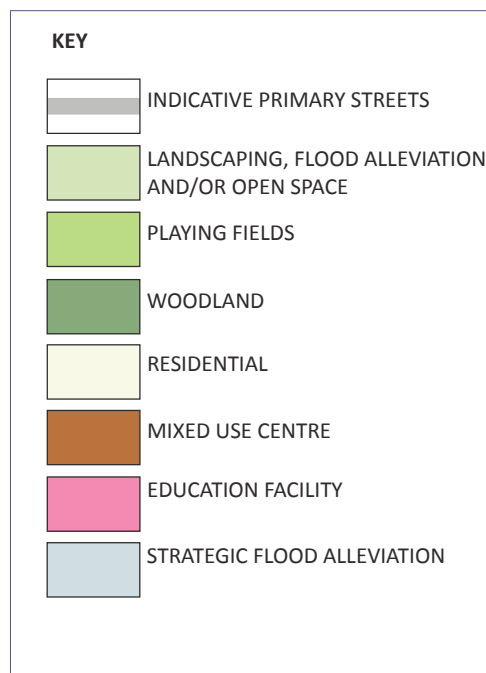 KEY
INDICATIVE PRIMARY STREETS
LANDSCAPING, FLOOD ALLEVIATION
AND/OR OPEN SPACE
PLAYING FIELDS
WOODLAND
RESIDENTIAL
MIXED USE CENTRE
EDUCATION FACILITY
STRATEGIC FLOOD ALLEVIATION